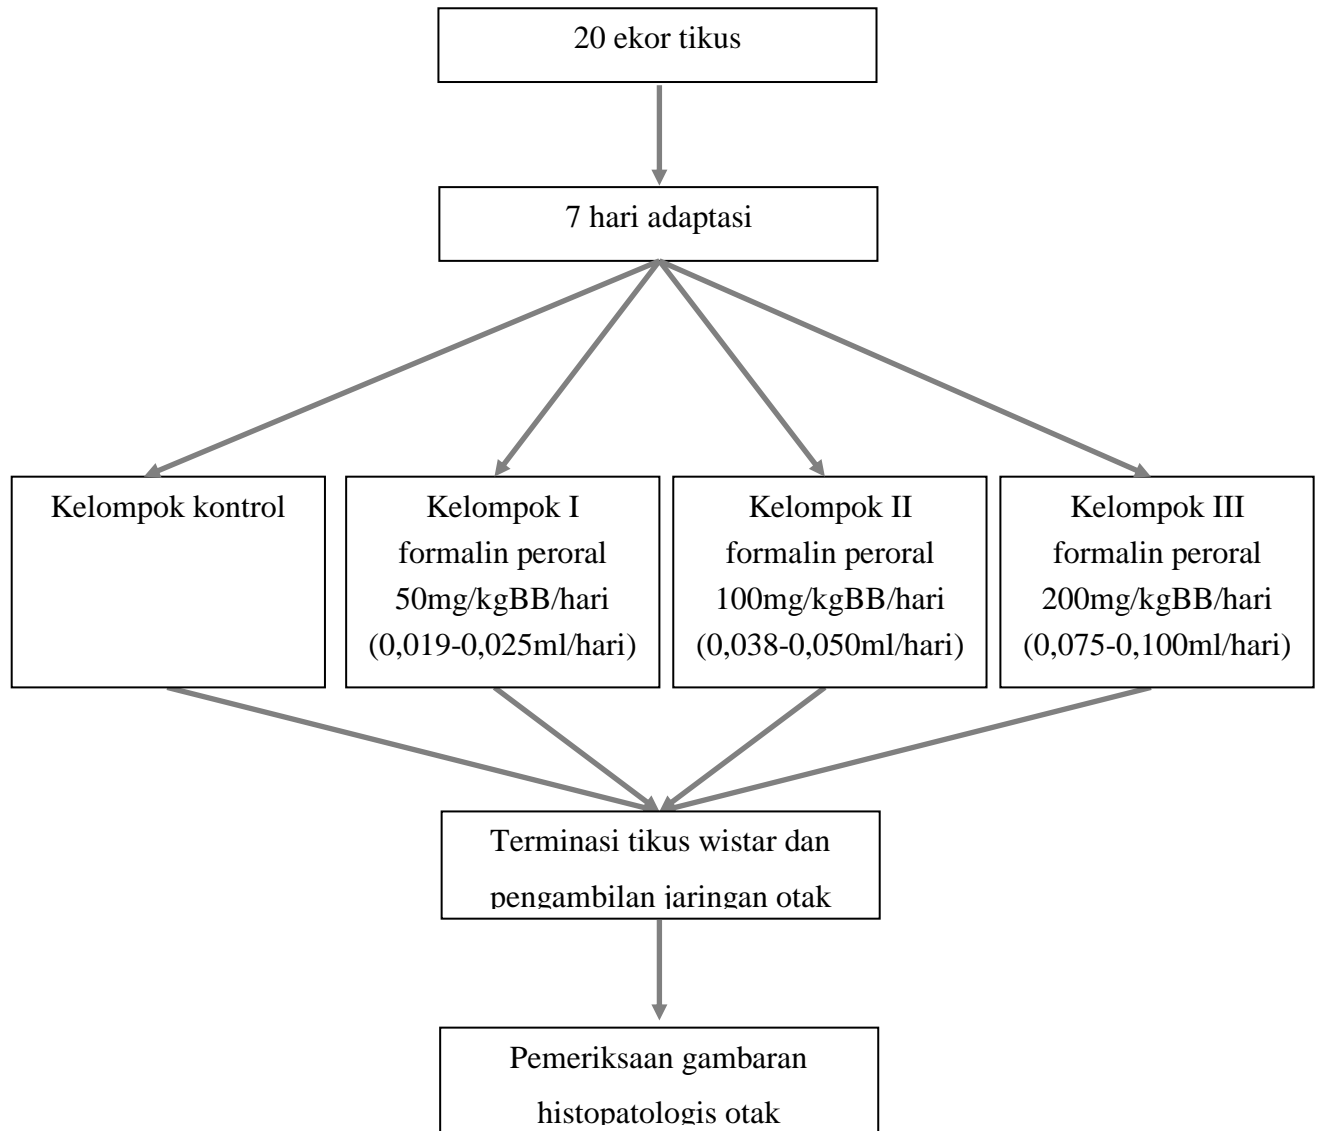 20 ekor tikus
7 hari adaptasi
Kelompok kontrol
Kelompok I
formalin peroral
50mg/kgBB/hari
(0,019-0,025ml/hari)
Kelompok II
formalin peroral
100mg/kgBB/hari
(0,038-0,050ml/hari)
Kelompok III
formalin peroral
200mg/kgBB/hari
(0,075-0,100ml/hari)
Terminasi tikus wistar dan
pengambilan jaringan otak
Pemeriksaan gambaran
histopatologis otak